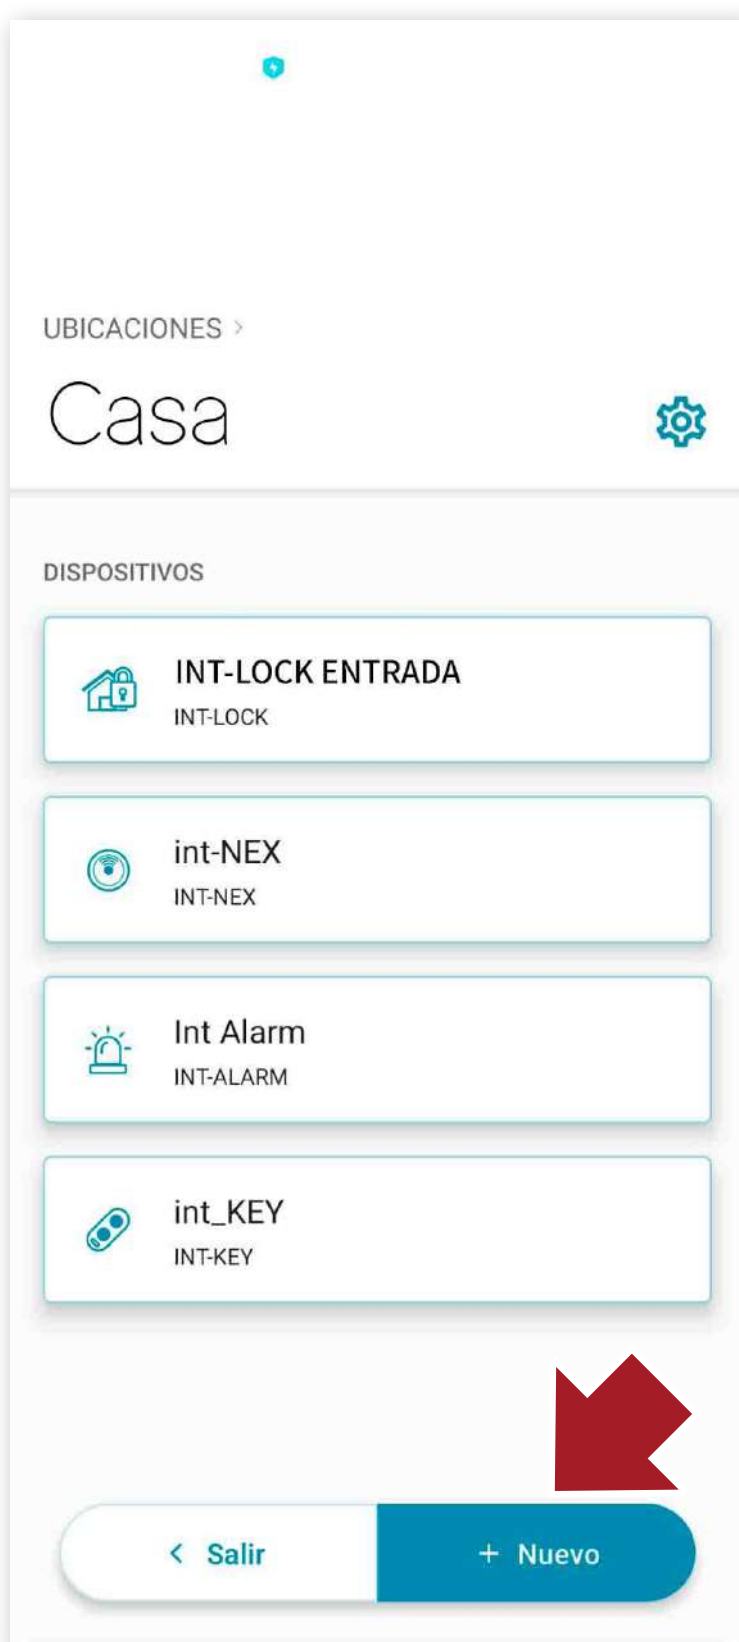 UBICACIONES >
Casa
DISPOSITIVOS
INT-LOCK ENTRADA
INT-LOCK
int-NEX
INT-NEX
Int Alarm
INT-ALARM
int_KEY
INT-KEY
< Salir
+ Nuevo